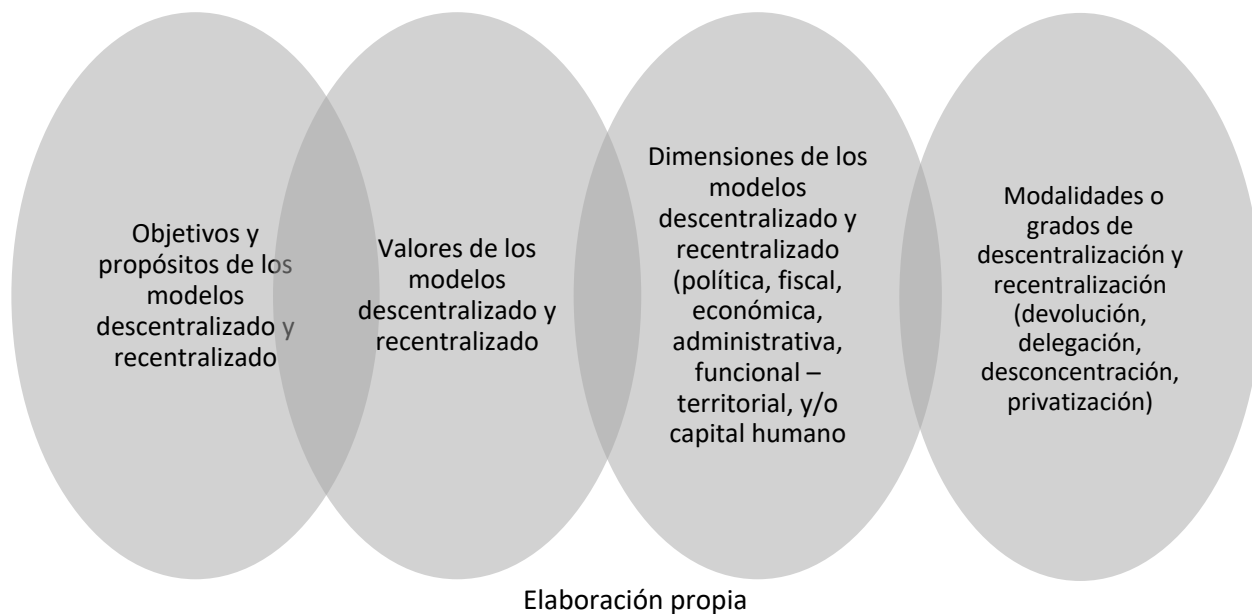 Objetivos y
propósitos de los
modelos
descentralizado y
recentralizado
Valores de los
modelos
descentralizado y
recentralizado
Dimensiones de los
modelos
descentralizado y
recentralizado
(política, fiscal,
económica,
administrativa,
funcional –
territorial, y/o
capital humano
Modalidades o
grados de
descentralización y
recentralización
(devolución,
delegación,
desconcentración,
privatización)
Elaboración propia